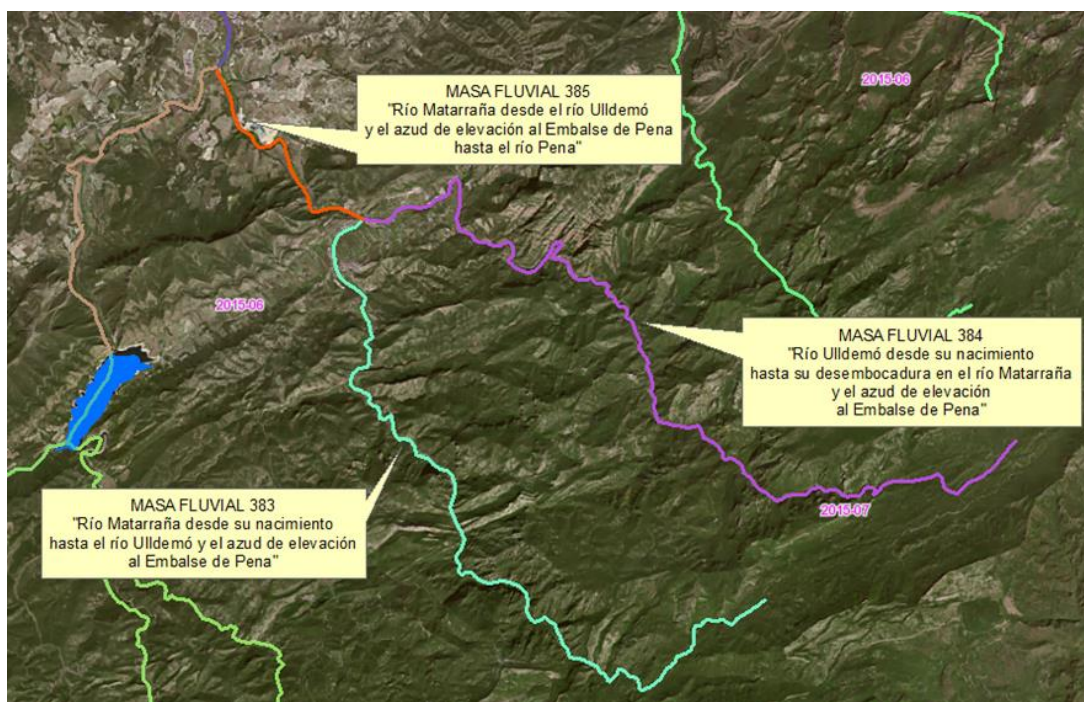 MASA FLUVIAL 385
"Río Matarraña desde el río Ulldemó
y el azud de elevación al Embalse de Pena
hasta el río Pena"
2015-06
2015-06
MASA FLUVIAL 384
"Río Ulldemó desde su nacimiento
hasta su desembocadura en el río Matarraña
y el azud de elevación
al Embalse de Pena"
MASA FLUVIAL 383
"Río Matarraña desde su nacimiento
hasta el río Ulldemó y el azud de elevación
al Embalse de Pena"
2015-07